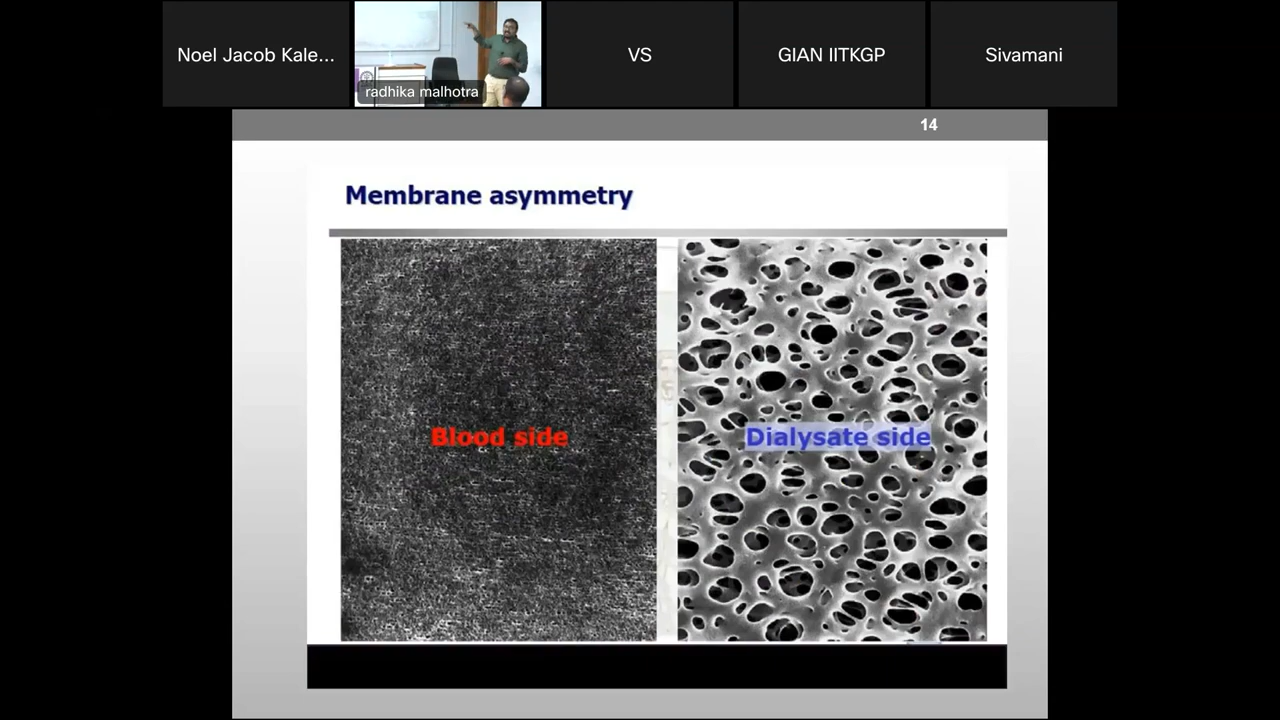 Noel Jacob Kale...
radhika malhotra
VS
GIAN IITKGP
Sivamani
14
Membrane asymmetry
Blood side
Dialysate side